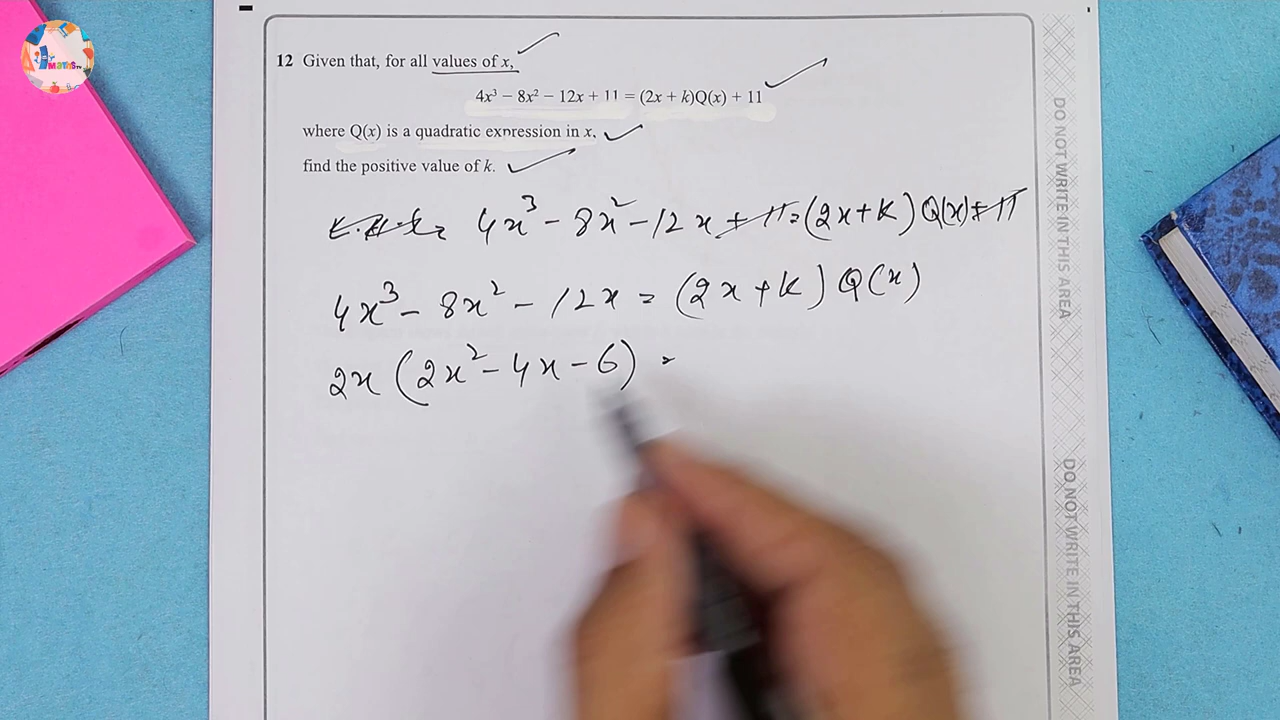 12 Given that, for all values of x,
4x³ – 8x² – 12x + 11 = (2x + k)Q(x) + 11
where Q(x) is a quadratic expression in x,
find the positive value of k.
4x³ - 8x² - 12x + 11 = (2x + k) Q(x) + 11
4x³ - 8x² - 12x = (2x + k) Q(x)
2x (2x² - 4x - 6) =
DO NOT WRITE IN THIS AREA
DO NOT WRITE IN THIS AREA